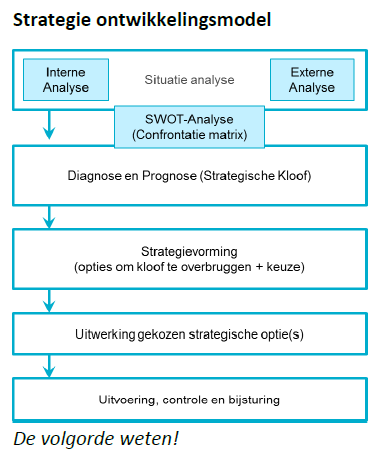 Strategie ontwikkelingsmodel
Interne
Analyse
Situatie analyse
Externe
Analyse
SWOT-Analyse
(Confrontatie matrix)
Diagnose en Prognose (Strategische Kloof)
Strategievorming
(opties om kloof te overbruggen + keuze)
Uitwerking gekozen strategische optie(s)
Uitvoering, controle en bijsturing
De volgorde weten!